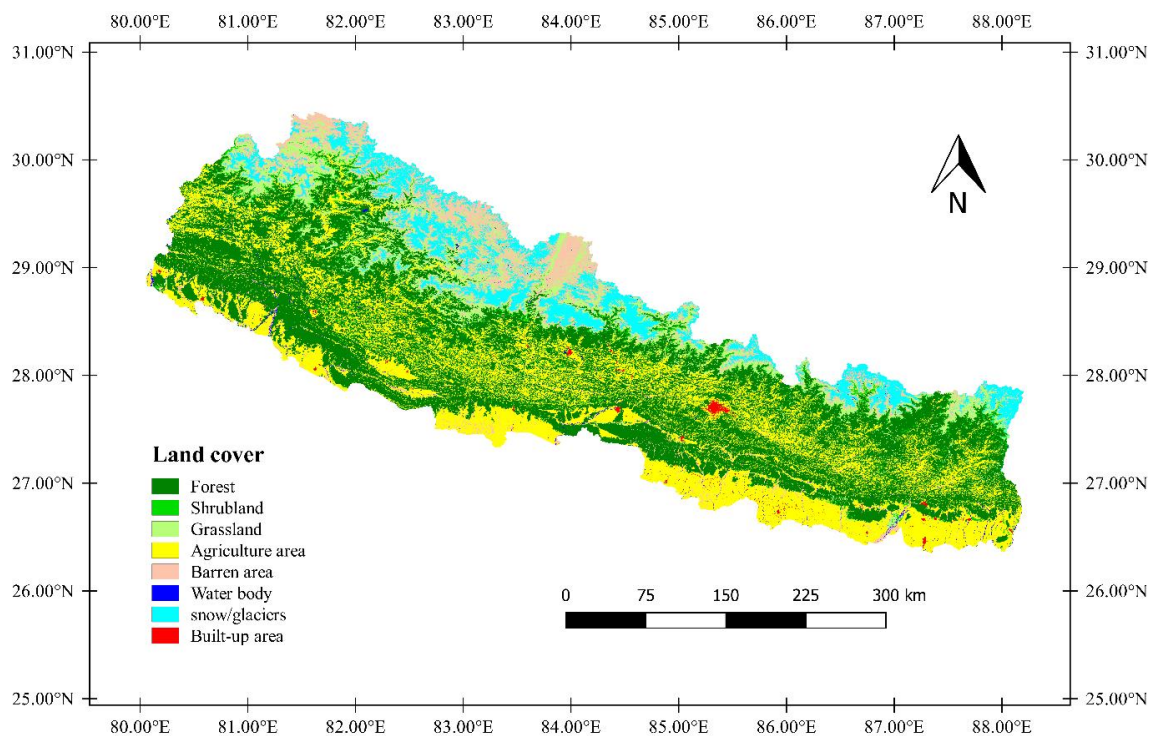 80.00°E 81.00°E 82.00°E 83.00°E 84.00°E 85.00°E 86.00°E 87.00°E 88.00°E
31.00°N 31.00°N
30.00°N 30.00°N
N
29.00°N 29.00°N
28.00°N 28.00°N
27.00°N 27.00°N
26.00°N 26.00°N
25.00°N 25.00°N
Land cover
Forest
Shrubland
Grassland
Agriculture area
Barren area
Water body
snow/glaciers
Built-up area
0 75 150 225 300 km
80.00°E 81.00°E 82.00°E 83.00°E 84.00°E 85.00°E 86.00°E 87.00°E 88.00°E